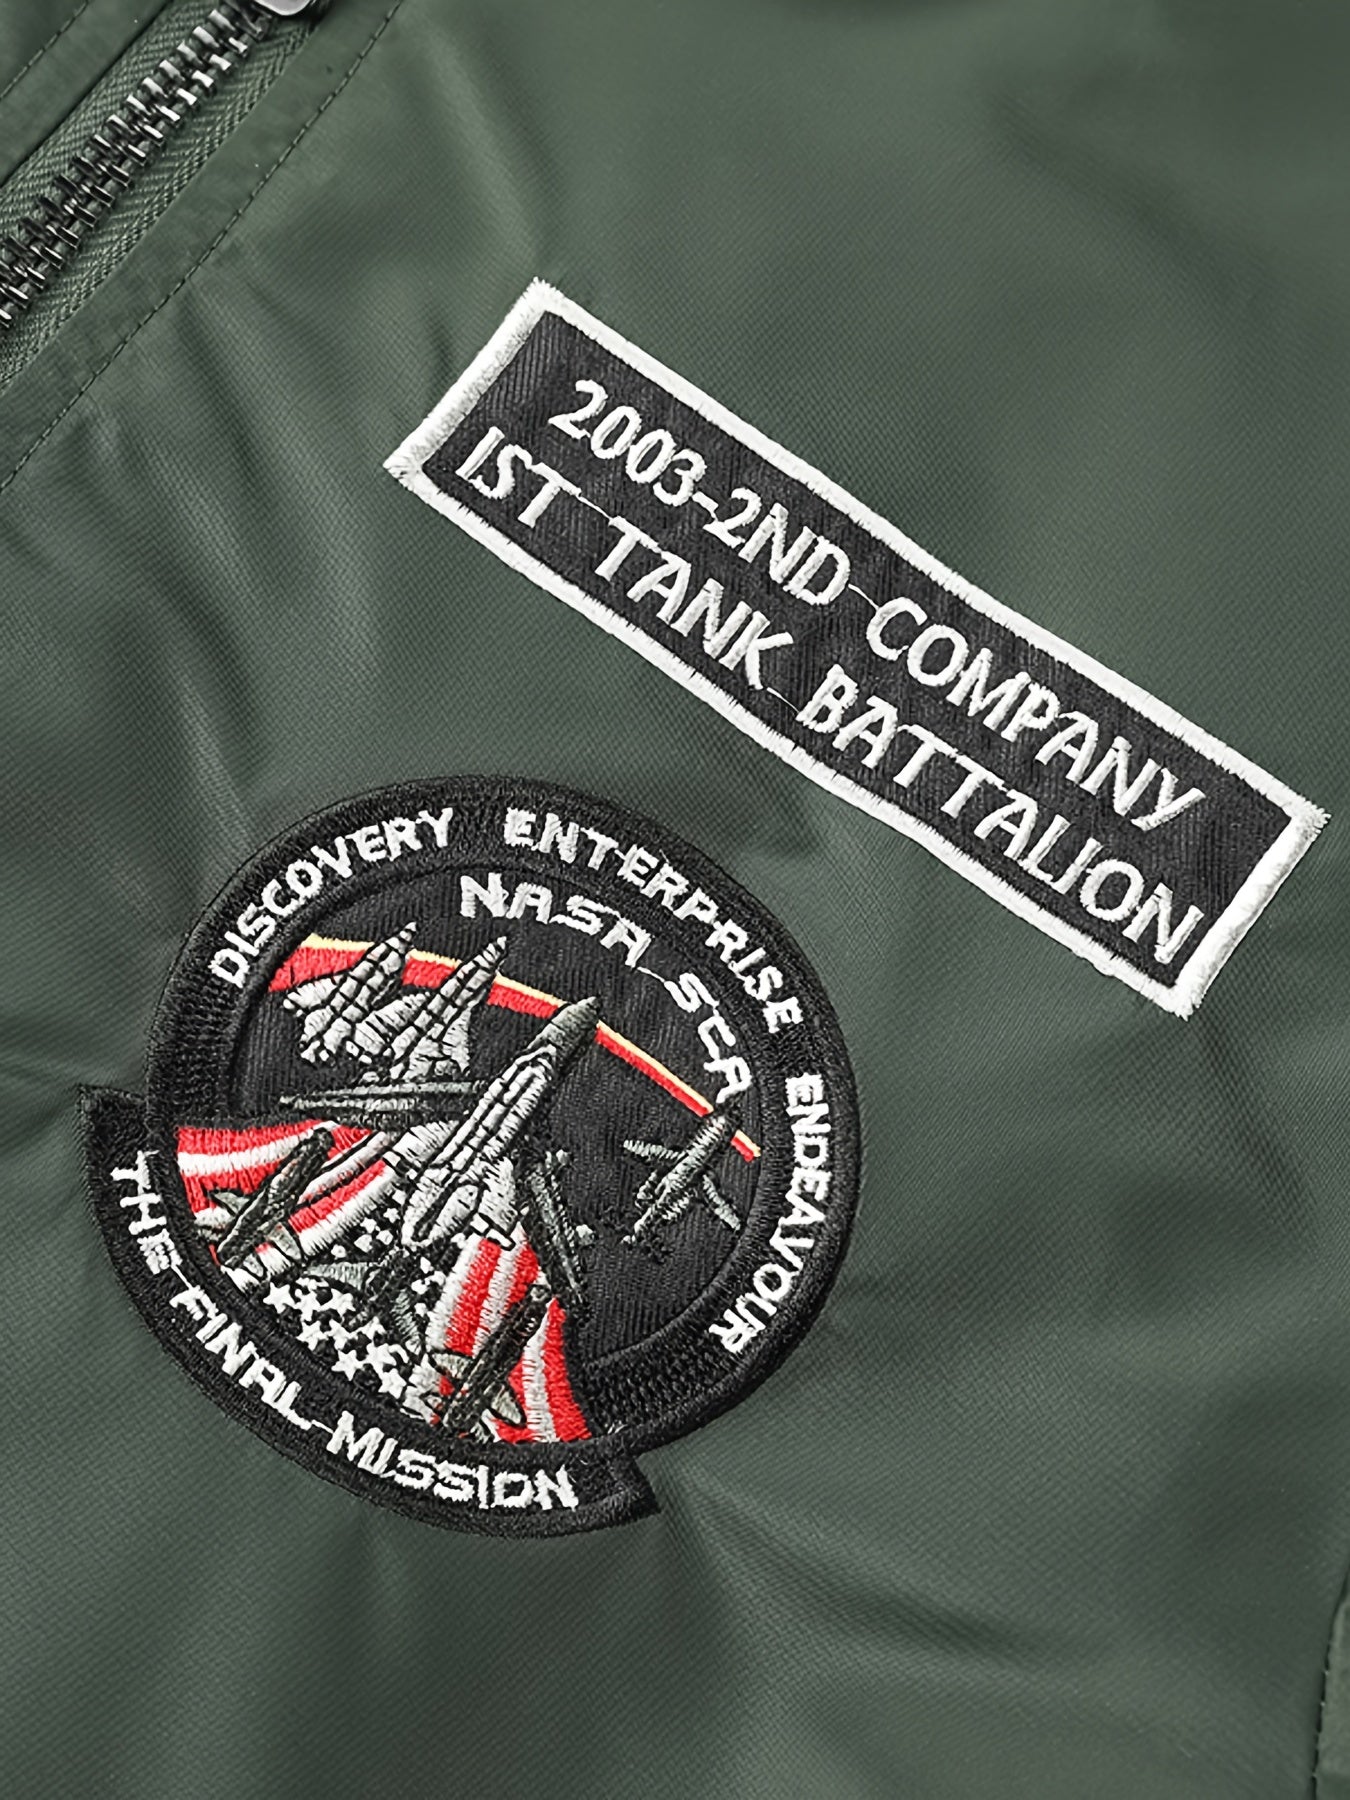 2003-2ND COMPANY
IST TANK BATTALION
DISCOVERY ENTERPRISE ENDEAVOUR
NASA SCA
THE FINAL MISSION